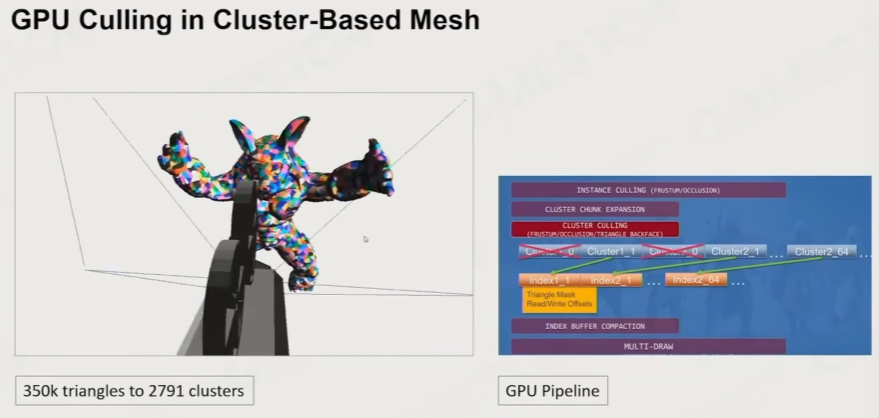 GPU Culling in Cluster-Based Mesh
INSTANCE CULLING (FRUSTUM/OCCLUSION)
CLUSTER CHUNK EXPANSION
CLUSTER CULLING
(FRUSTUM/OCCLUSION/TRIANGLE BACKFACE)
Cluster1_1 Cluster2_1 ... Cluster2_64 ...
Index1_1 Index2_1 ... Index2_64 ...
Triangle Mask
Read/Write Offsets
INDEX BUFFER COMPACTION
MULTI-DRAW
350k triangles to 2791 clusters
GPU Pipeline